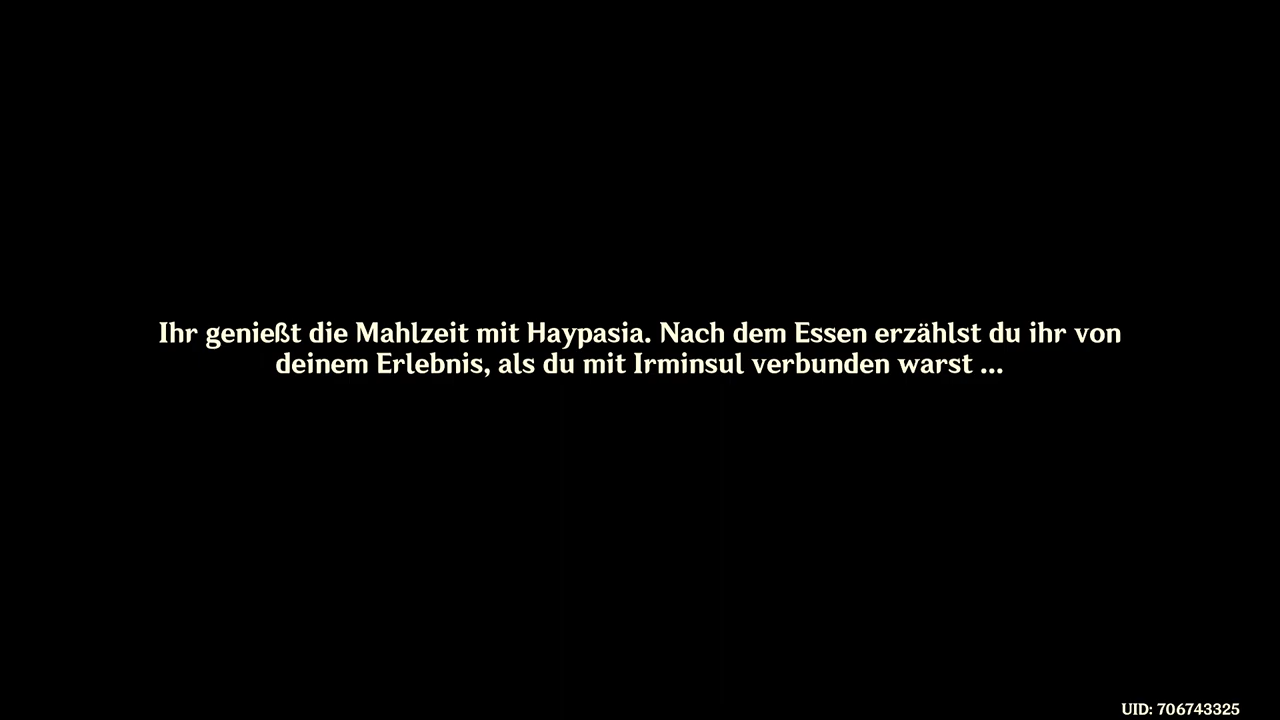 Ihr genießt die Mahlzeit mit Haypasia. Nach dem Essen erzählst du ihr von
deinem Erlebnis, als du mit Irminsul verbunden warst ...
UID: 706743325